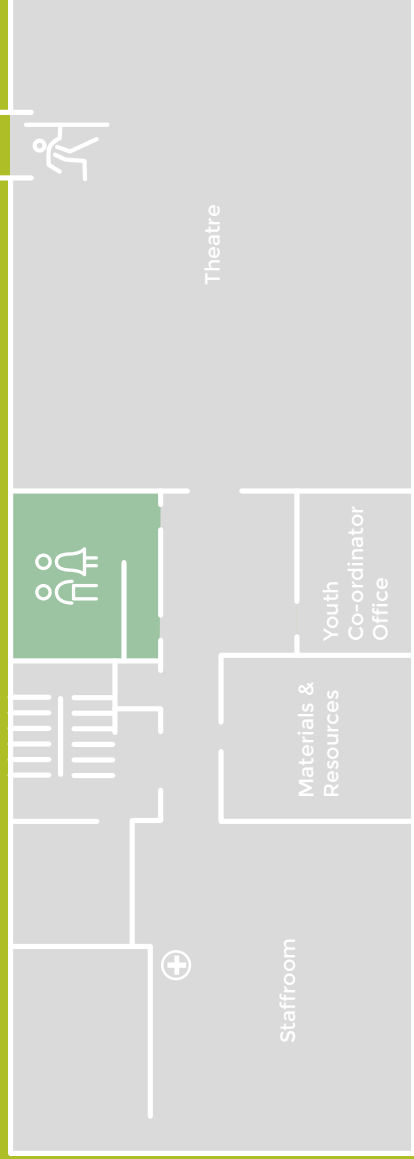 Theatre
Youth
Co-ordinator
Office
Materials &
Resources
Staffroom